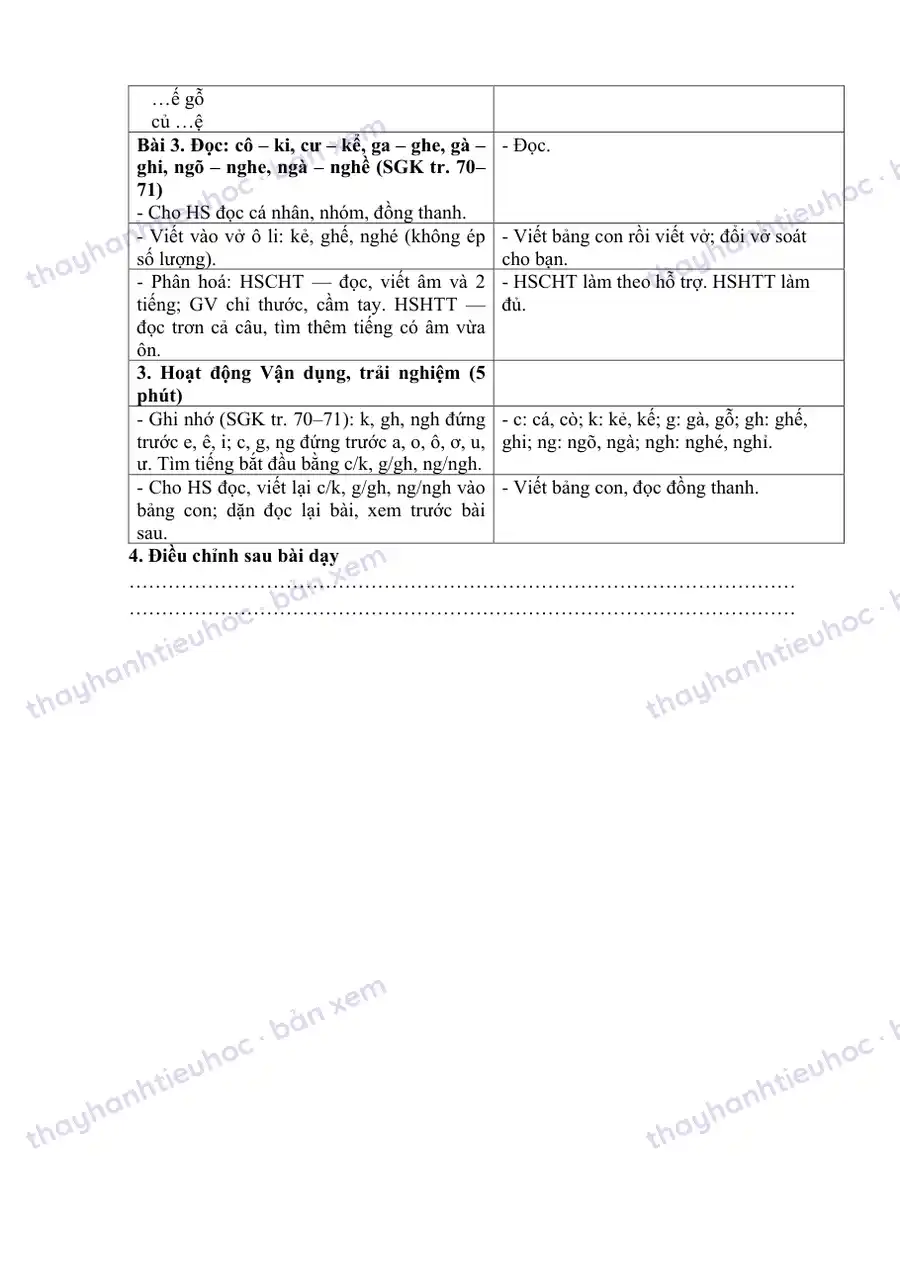 …ế gỗ
củ …ệ
Bài 3. Đọc: cô – ki, cư – kể, ga – ghe, gà –
ghi, ngõ – nghe, ngà – nghề (SGK tr. 70–
71)
- Cho HS đọc cá nhân, nhóm, đồng thanh.
- Đọc.
- Viết vào vở ô li: kẻ, ghế, nghé (không ép
số lượng).
- Viết bảng con rồi viết vở; đổi vở soát
cho bạn.
- Phân hoá: HSCHT — đọc, viết âm và 2
tiếng; GV chỉ thước, cầm tay. HSHTT —
đọc trơn cả câu, tìm thêm tiếng có âm vừa
ôn.
- HSCHT làm theo hỗ trợ. HSHTT làm
đủ.
3. Hoạt động Vận dụng, trải nghiệm (5
phút)
- Ghi nhớ (SGK tr. 70–71): k, gh, ngh đứng
trước e, ê, i; c, g, ng đứng trước a, o, ô, ơ, u,
ư. Tìm tiếng bắt đầu bằng c/k, g/gh, ng/ngh.
- c: cá, cò; k: kẻ, kế; g: gà, gỗ; gh: ghế,
ghi; ng: ngõ, ngà; ngh: nghé, nghỉ.
- Cho HS đọc, viết lại c/k, g/gh, ng/ngh vào
bảng con; dặn đọc lại bài, xem trước bài
sau.
- Viết bảng con, đọc đồng thanh.
4. Điều chỉnh sau bài dạy
…………………………………………………………………………………………
…………………………………………………………………………………………
thayhanhtieuhoc · bản xem
thayhanhtieuhoc · b
thayhanhtieuhoc · bản xem
thayhanhtieuhoc · b
thayhanhtieuhoc · bản xem
thayhanhtieuhoc · b